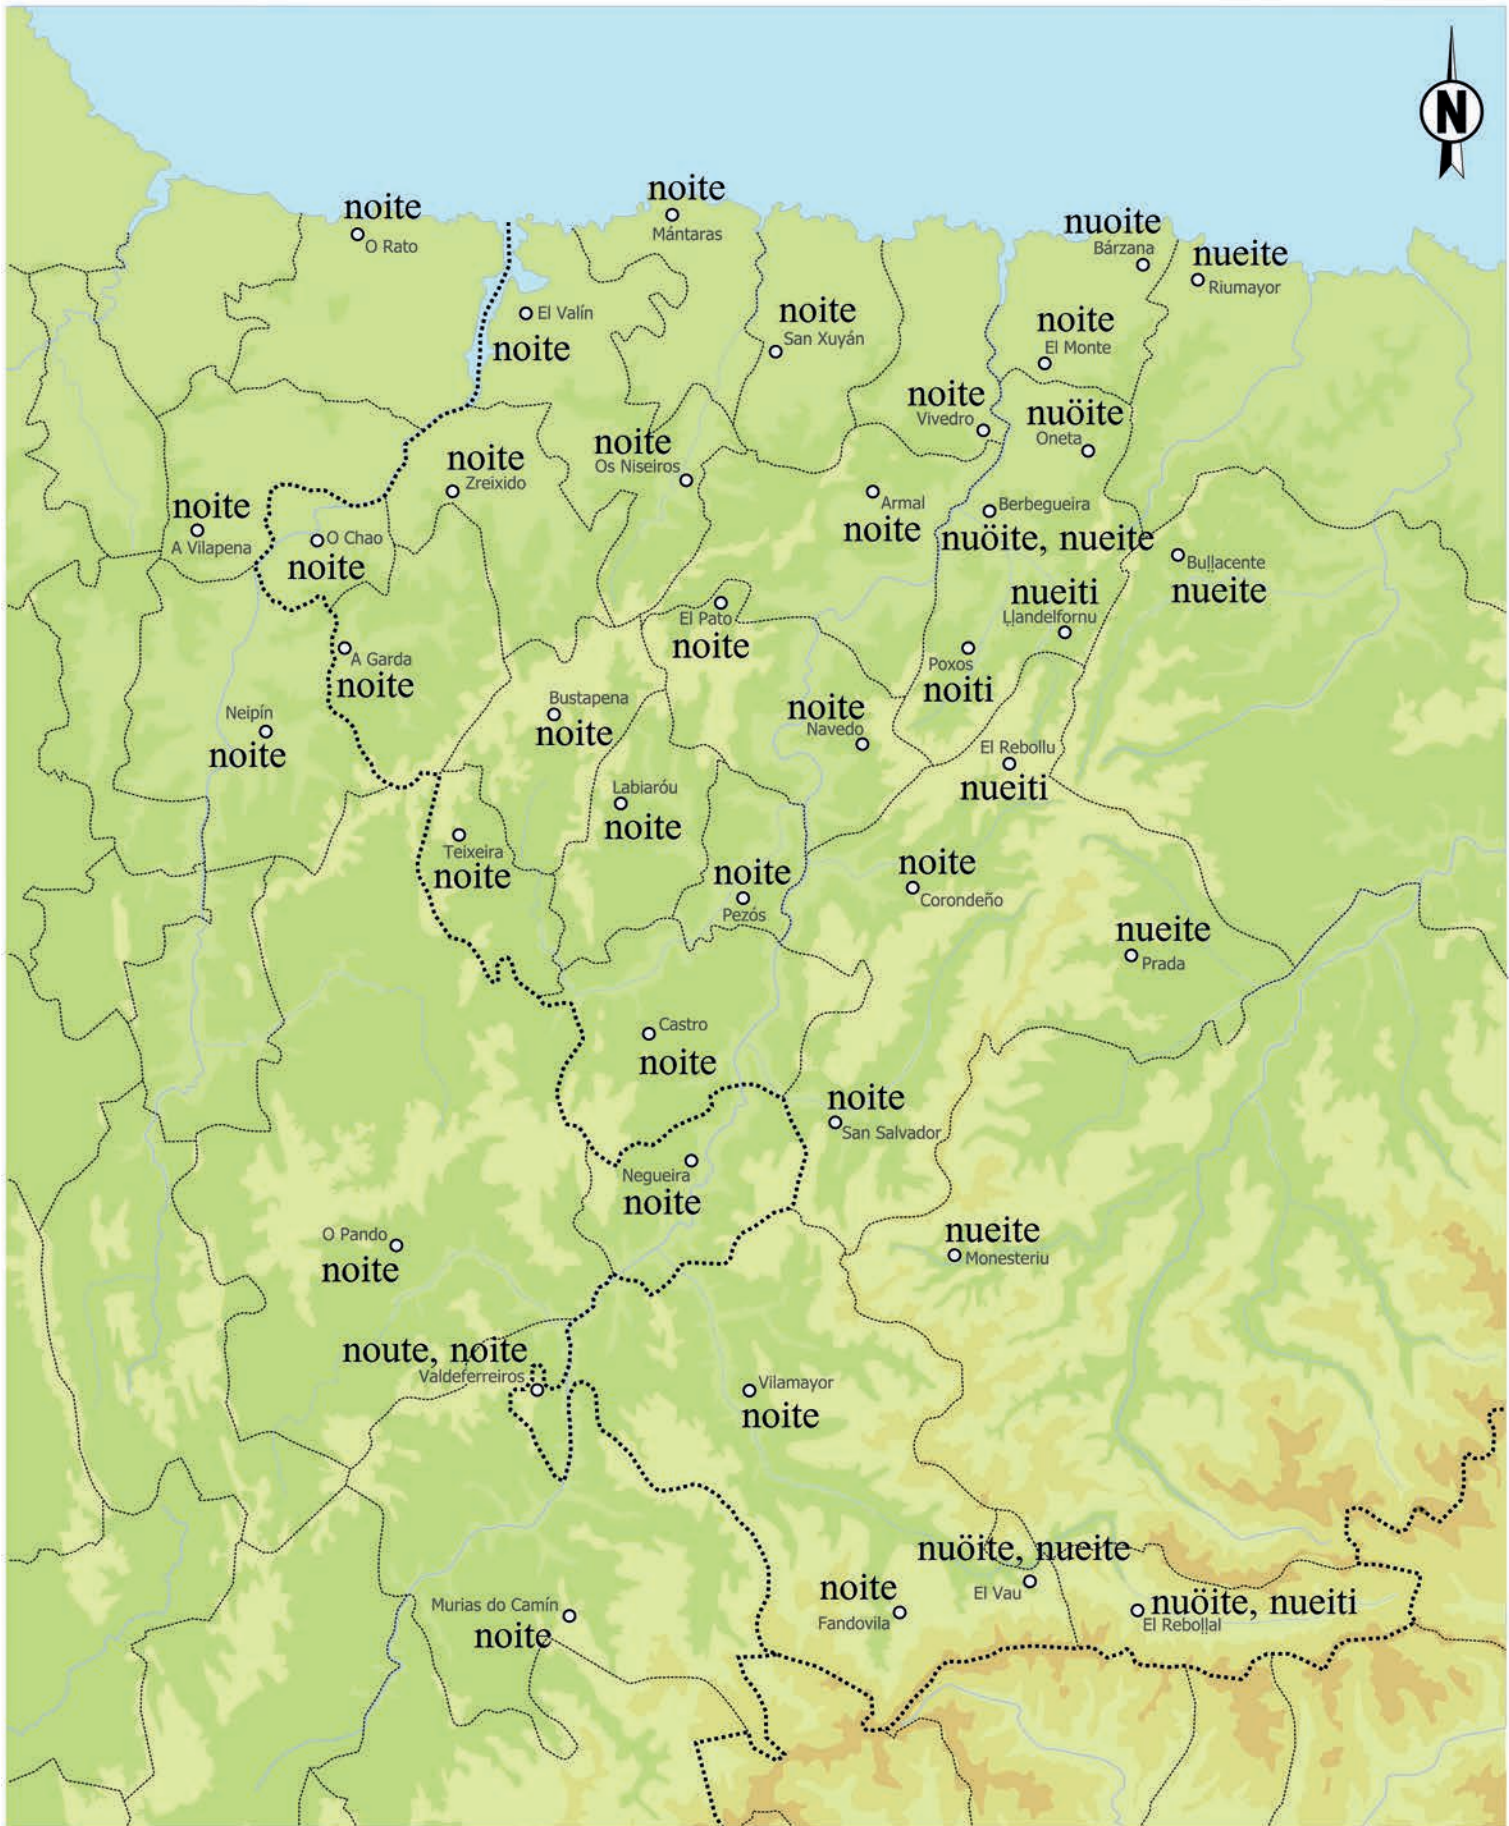 N
noite
Mántaras
noite
O Rato
nuoite
Bárzana
nueite
Riumayor
El Valín
noite
noite
San Xuyán
noite
El Monte
noite
Vivedro
nuöite
Oneta
noite
Os Niseiros
noite
Zreixido
noite
A Vilapena
O Chao
noite
Armal
noite
Berbegueira
nuöite, nueite
Buḷḷacente
nueite
nueiti
Ḷḷandelfornu
El Pato
noite
A Garda
noite
Poxos
noiti
Bustapena
noite
noite
Navedo
Neipín
noite
El Rebollu
nueiti
Labiaróu
noite
Teixeira
noite
noite
Pezós
noite
Corondeño
nueite
Prada
Castro
noite
noite
San Salvador
Negueira
noite
O Pando
noite
nueite
Monesteriu
noute, noite
Valdeferreiros
Vilamayor
noite
nuöite, nueite
El Vau
noite
Fandovila
nuöite, nueiti
El Reboḷḷal
Murias do Camín
noite